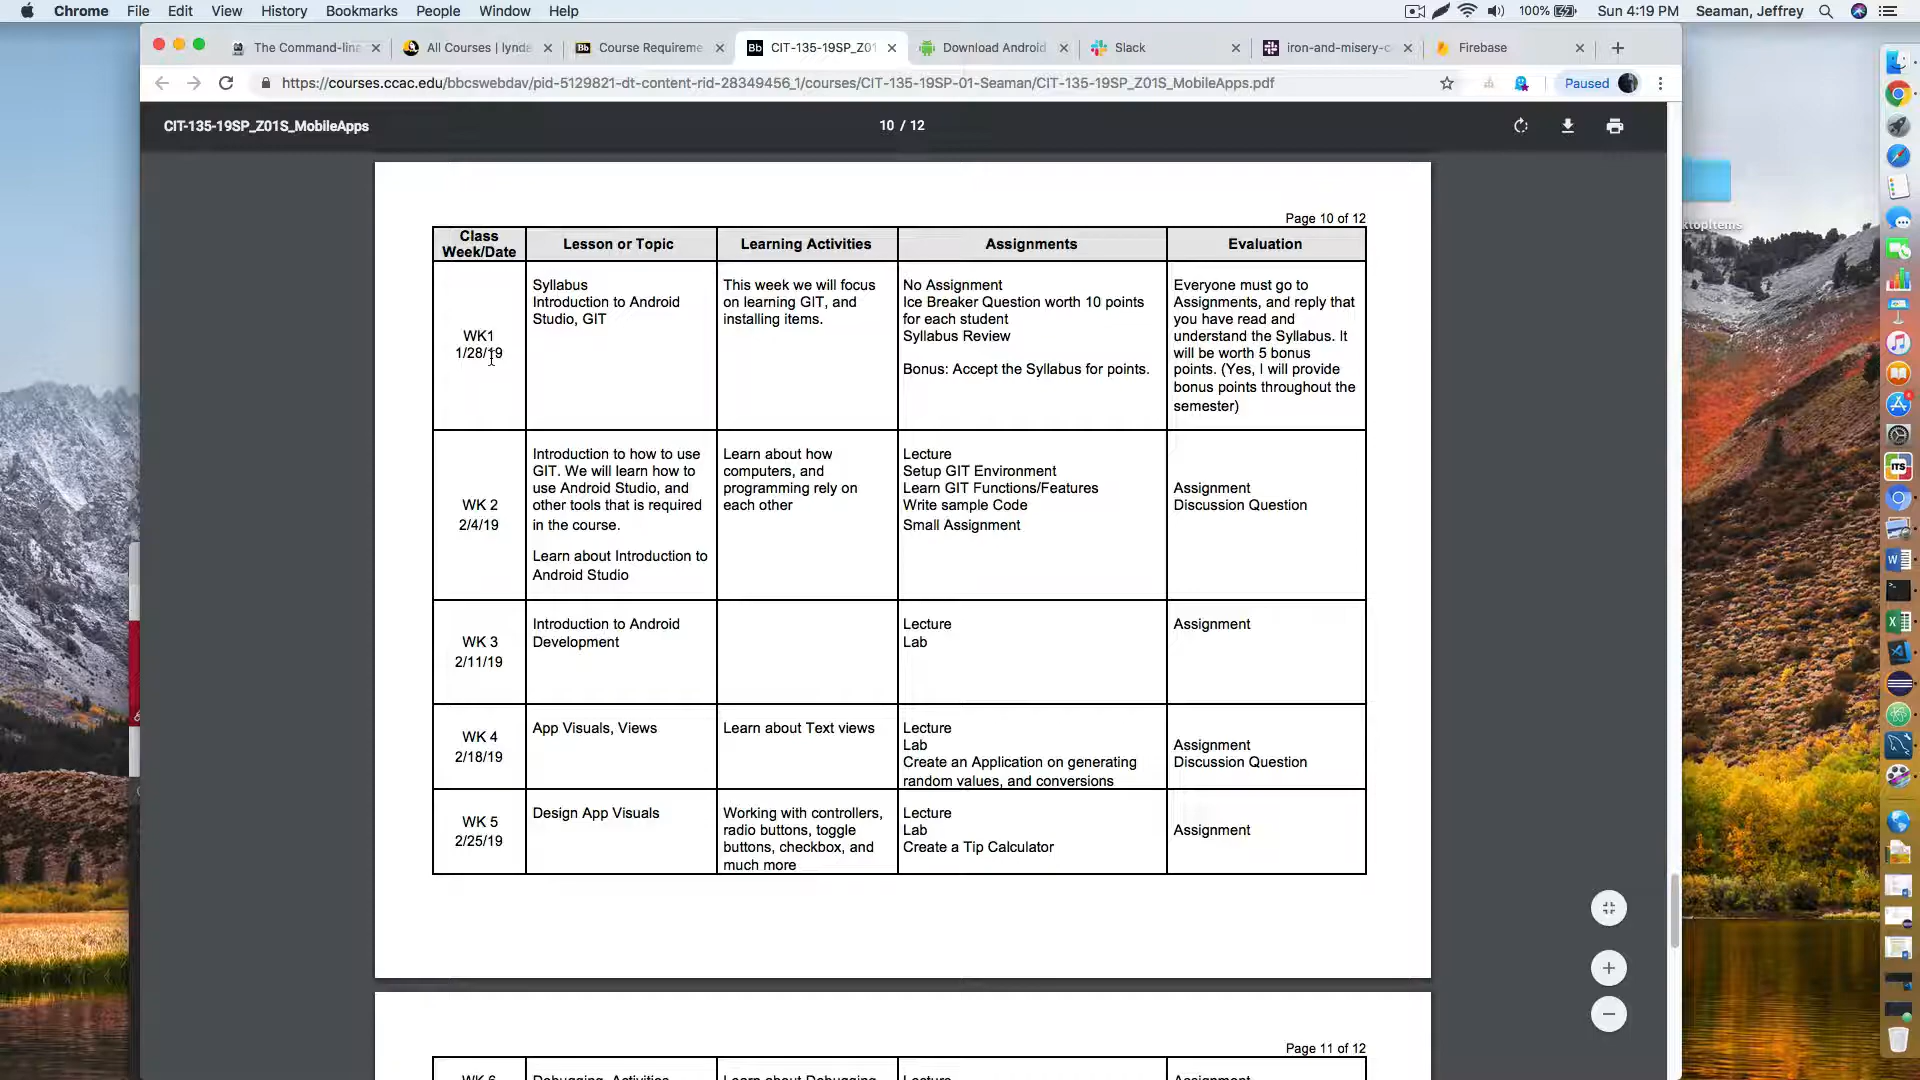 Chrome File Edit View History Bookmarks People Window Help
100% Sun 4:19 PM Seaman, Jeffrey
The Command-lin
All Courses | lynda
Course Requireme
CIT-135-19SP_Z01
Download Android
Slack
iron-and-misery-c
Firebase
https://courses.ccac.edu/bbcswebdav/pid-5129821-dt-content-rid-28349456_1/courses/CIT-135-19SP-01-Seaman/CIT-135-19SP_Z01S_MobileApps.pdf
Paused
CIT-135-19SP_Z01S_MobileApps
10 / 12
Page 10 of 12
Class Week/Date
Lesson or Topic
Learning Activities
Assignments
Evaluation
WK1
1/28/19
Syllabus
Introduction to Android
Studio, GIT
This week we will focus
on learning GIT, and
installing items.
No Assignment
Ice Breaker Question worth 10 points
for each student
Syllabus Review
Bonus: Accept the Syllabus for points.
Everyone must go to
Assignments, and reply that
you have read and
understand the Syllabus. It
will be worth 5 bonus
points. (Yes, I will provide
bonus points throughout the
semester)
WK 2
2/4/19
Introduction to how to use
GIT. We will learn how to
use Android Studio, and
other tools that is required
in the course.
Learn about Introduction to
Android Studio
Learn about how
computers, and
programming rely on
each other
Lecture
Setup GIT Environment
Learn GIT Functions/Features
Write sample Code
Small Assignment
Assignment
Discussion Question
WK 3
2/11/19
Introduction to Android
Development
Lecture
Lab
Assignment
WK 4
2/18/19
App Visuals, Views
Learn about Text views
Lecture
Lab
Create an Application on generating
random values, and conversions
Assignment
Discussion Question
WK 5
2/25/19
Design App Visuals
Working with controllers,
radio buttons, toggle
buttons, checkbox, and
much more
Lecture
Lab
Create a Tip Calculator
Assignment
Page 11 of 12
WK 6
Debugging, Activities
Learn about Debugging
Lecture
Assignment